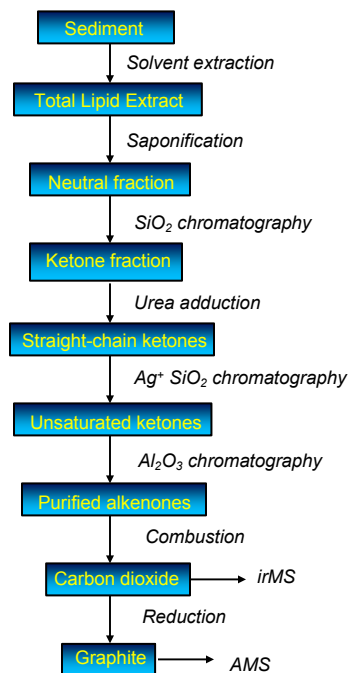 Sediment
Solvent extraction
Total Lipid Extract
Saponification
Neutral fraction
SiO₂ chromatography
Ketone fraction
Urea adduction
Straight-chain ketones
Ag⁺ SiO₂ chromatography
Unsaturated ketones
Al₂O₃ chromatography
Purified alkenones
Combustion
Carbon dioxide
irMS
Reduction
Graphite
AMS